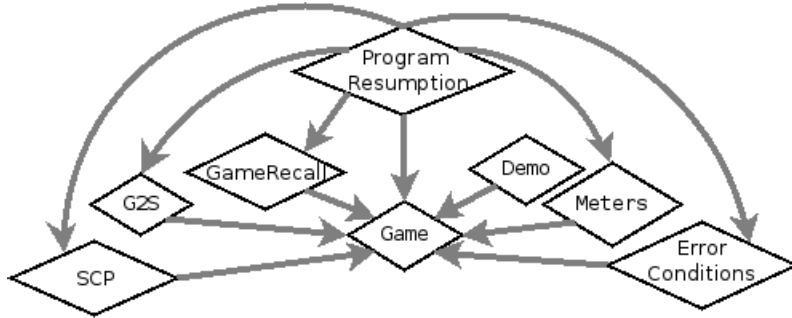 Program
Resumption
GameRecall
Demo
G2S
Meters
Game
SCP
Error
Conditions